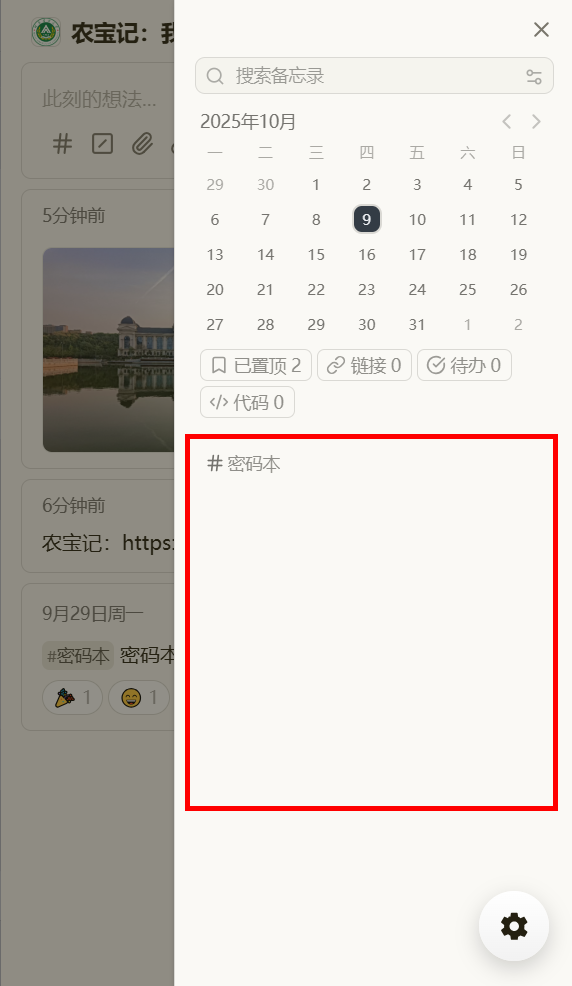 农宝记：我
此刻的想法...
5分钟前
6分钟前
农宝记：https:
9月29日周一
#密码本 密码本
1 1
搜索备忘录
2025年10月
一 二 三 四 五 六 日
29 30 1 2 3 4 5
6 7 8 9 10 11 12
13 14 15 16 17 18 19
20 21 22 23 24 25 26
27 28 29 30 31 1 2
已置顶 2 链接 0 待办 0
代码 0
# 密码本